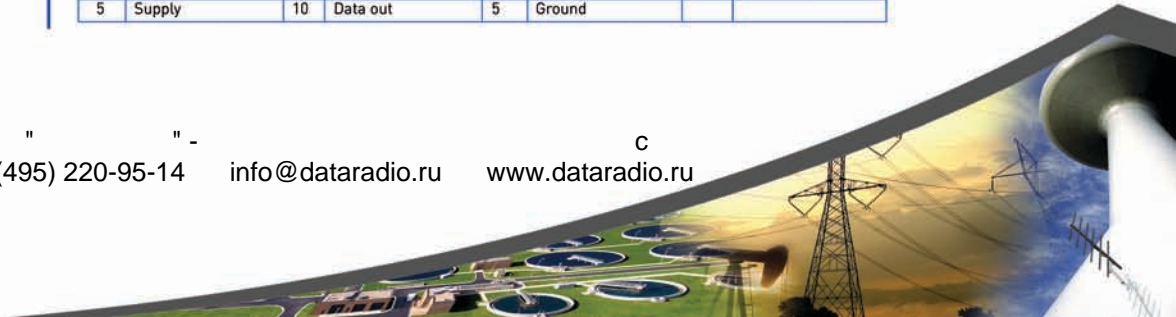 5 Supply 10 Data out 5 Ground
" " - с
(495) 220-95-14 info@dataradio.ru www.dataradio.ru